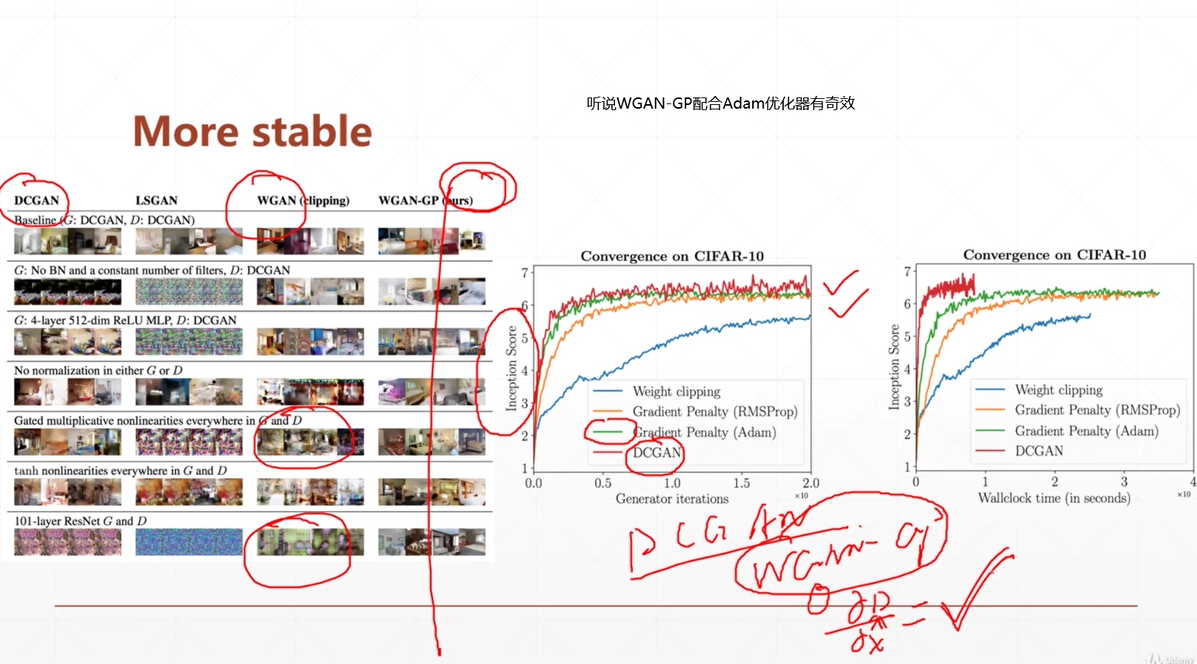 听说WGAN-GP配合Adam优化器有奇效
More stable
DCGAN LSGAN WGAN (clipping) WGAN-GP (ours)
Baseline (G: DCGAN, D: DCGAN)
G: No BN and a constant number of filters, D: DCGAN
G: 4-layer 512-dim ReLU MLP, D: DCGAN
No normalization in either G or D
Gated multiplicative nonlinearities everywhere in G and D
tanh nonlinearities everywhere in G and D
101-layer ResNet G and D
Convergence on CIFAR-10
Inception Score
7
6
5
4
3
2
1
Weight clipping
Gradient Penalty (RMSProp)
Gradient Penalty (Adam)
DCGAN
0.0 0.5 1.0 1.5 2.0
Generator iterations
×10
Convergence on CIFAR-10
Inception Score
7
6
5
4
3
2
1
Weight clipping
Gradient Penalty (RMSProp)
Gradient Penalty (Adam)
DCGAN
0 1 2 3 4
Wallclock time (in seconds)
×10
DCGAN
WGAN-GP
∂D
∂x
=
Udemy